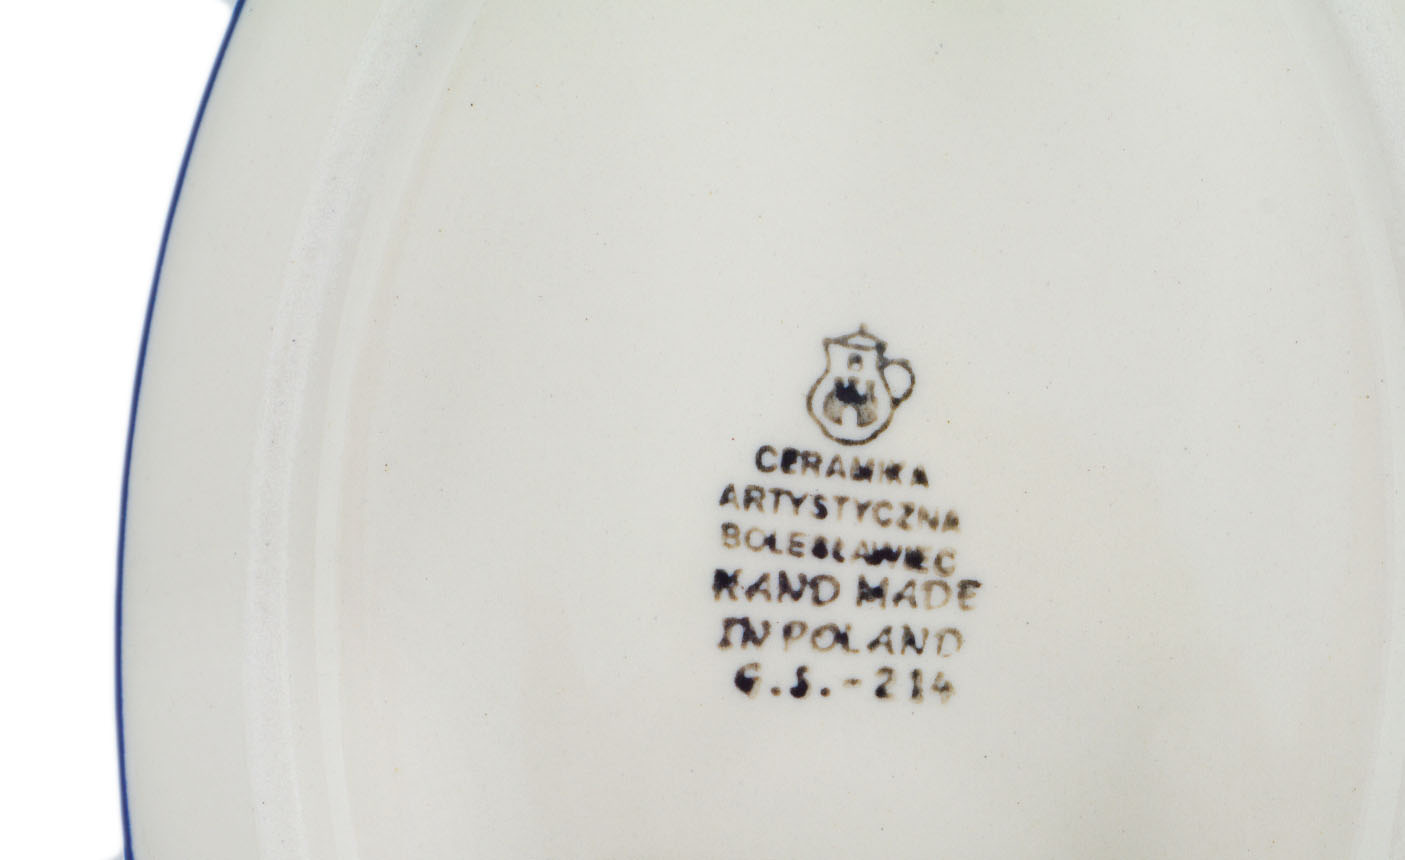 CERAMIKA
ARTYSTYCZNA
BOLESŁAWIEC
HAND MADE
IN POLAND
G.S.-214